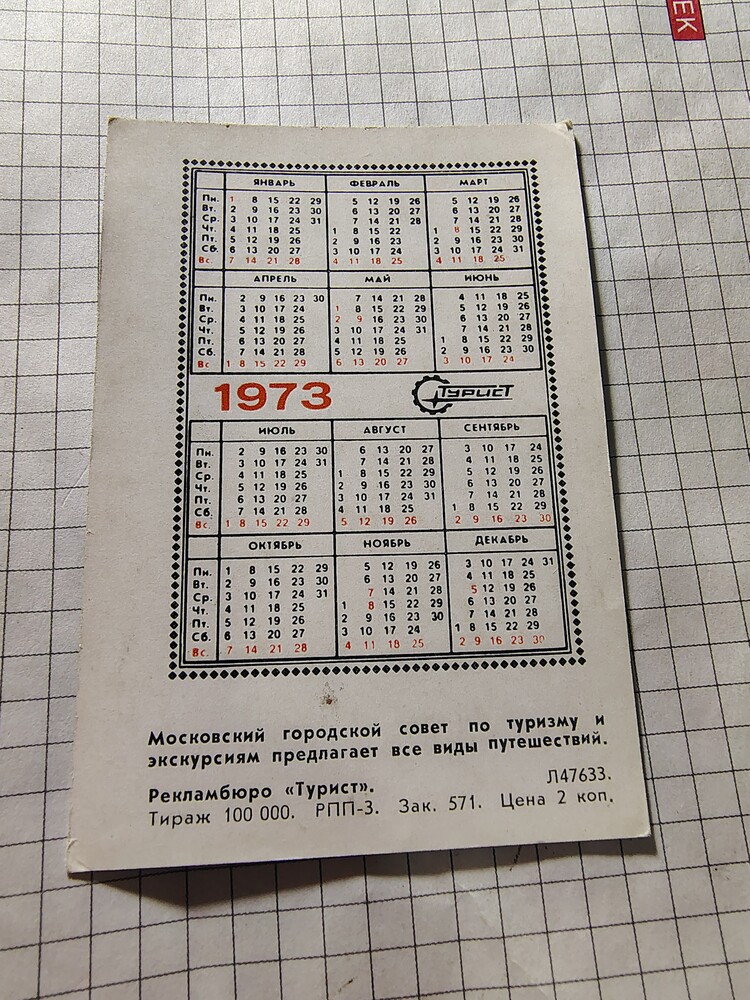 ЕК
ЯНВАРЬ ФЕВРАЛЬ МАРТ
Пн. 1 8 15 22 29 5 12 19 26 5 12 19 26
Вт. 2 9 16 23 30 6 13 20 27 6 13 20 27
Ср. 3 10 17 24 31 7 14 21 28 7 14 21 28
Чт. 4 11 18 25 1 8 15 22 1 8 15 22 29
Пт. 5 12 19 26 2 9 16 23 2 9 16 23 30
Сб. 6 13 20 27 3 10 17 24 3 10 17 24 31
Вс. 7 14 21 28 4 11 18 25 4 11 18 25
АПРЕЛЬ МАЙ ИЮНЬ
Пн. 2 9 16 23 30 7 14 21 28 4 11 18 25
Вт. 3 10 17 24 1 8 15 22 29 5 12 19 26
Ср. 4 11 18 25 2 9 16 23 30 6 13 20 27
Чт. 5 12 19 26 3 10 17 24 31 7 14 21 28
Пт. 6 13 20 27 4 11 18 25 1 8 15 22 29
Сб. 7 14 21 28 5 12 19 26 2 9 16 23 30
Вс 1 8 15 22 29 6 13 20 27 3 10 17 24
1973 ТУРИСТ
ИЮЛЬ АВГУСТ СЕНТЯБРЬ
Пн. 2 9 16 23 30 6 13 20 27 3 10 17 24
Вт. 3 10 17 24 31 7 14 21 28 4 11 18 25
Ср. 4 11 18 25 1 8 15 22 29 5 12 19 26
Чт. 5 12 19 26 2 9 16 23 30 6 13 20 27
Пт. 6 13 20 27 3 10 17 24 31 7 14 21 28
Сб. 7 14 21 28 4 11 18 25 1 8 15 22 29
Вс. 1 8 15 22 29 5 12 19 26 2 9 16 23 30
ОКТЯБРЬ НОЯБРЬ ДЕКАБРЬ
Пн. 1 8 15 22 29 5 12 19 26 3 10 17 24 31
Вт. 2 9 16 23 30 6 13 20 27 4 11 18 25
Ср. 3 10 17 24 31 7 14 21 28 5 12 19 26
Чт. 4 11 18 25 1 8 15 22 29 6 13 20 27
Пт. 5 12 19 26 2 9 16 23 30 7 14 21 28
Сб. 6 13 20 27 3 10 17 24 1 8 15 22 29
Вс. 7 14 21 28 4 11 18 25 2 9 16 23 30
Московский городской совет по туризму и
экскурсиям предлагает все виды путешествий.
Рекламбюро «Турист». Л47633.
Тираж 100 000. РПП-3. Зак. 571. Цена 2 коп.